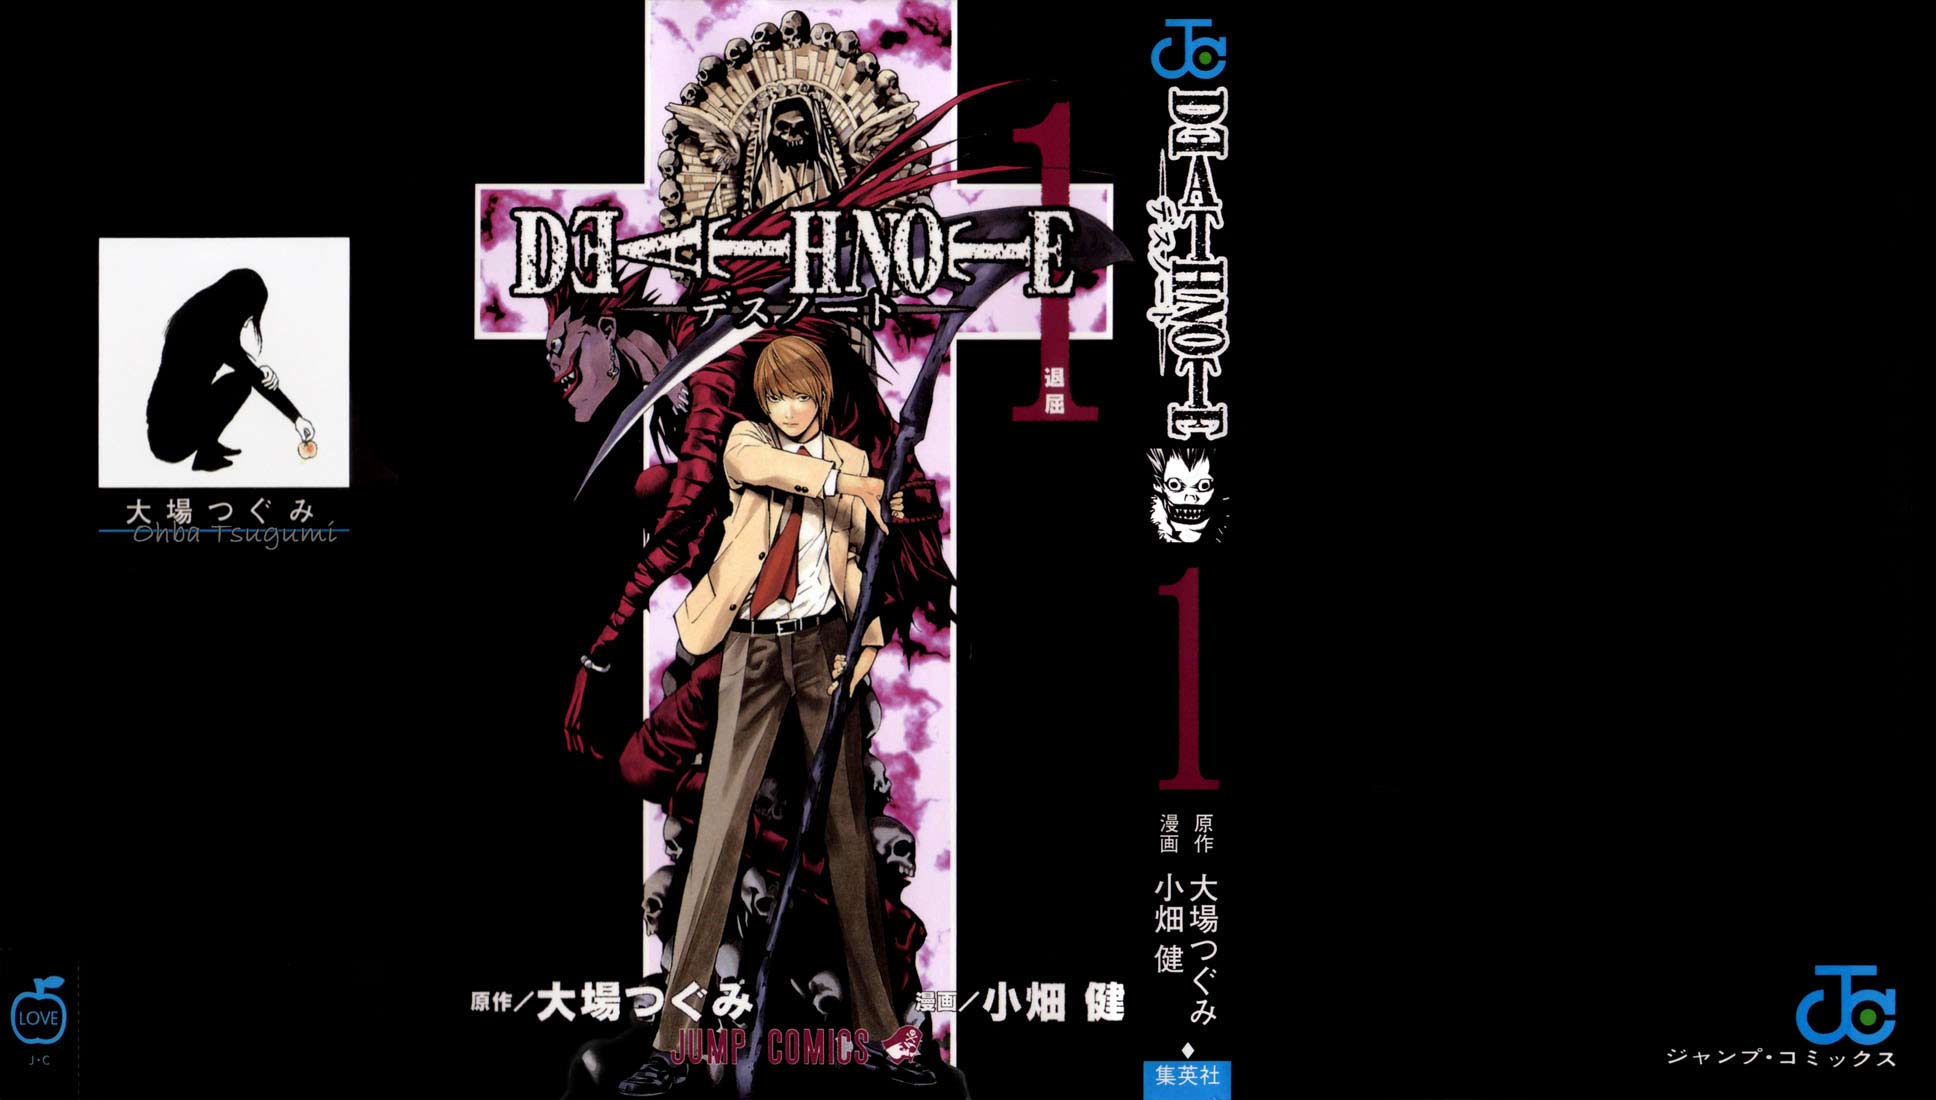 大場つぐみ
Ohba Tsugumi
LOVE
J・C
DEATH NOTE
デスノート
1
退屈
原作／大場つぐみ
漫画／小畑 健
JUMP COMICS
JC
DEATH NOTE
デスノート
1
原作 大場つぐみ
漫画 小畑 健
集英社
JC
ジャンプ・コミックス